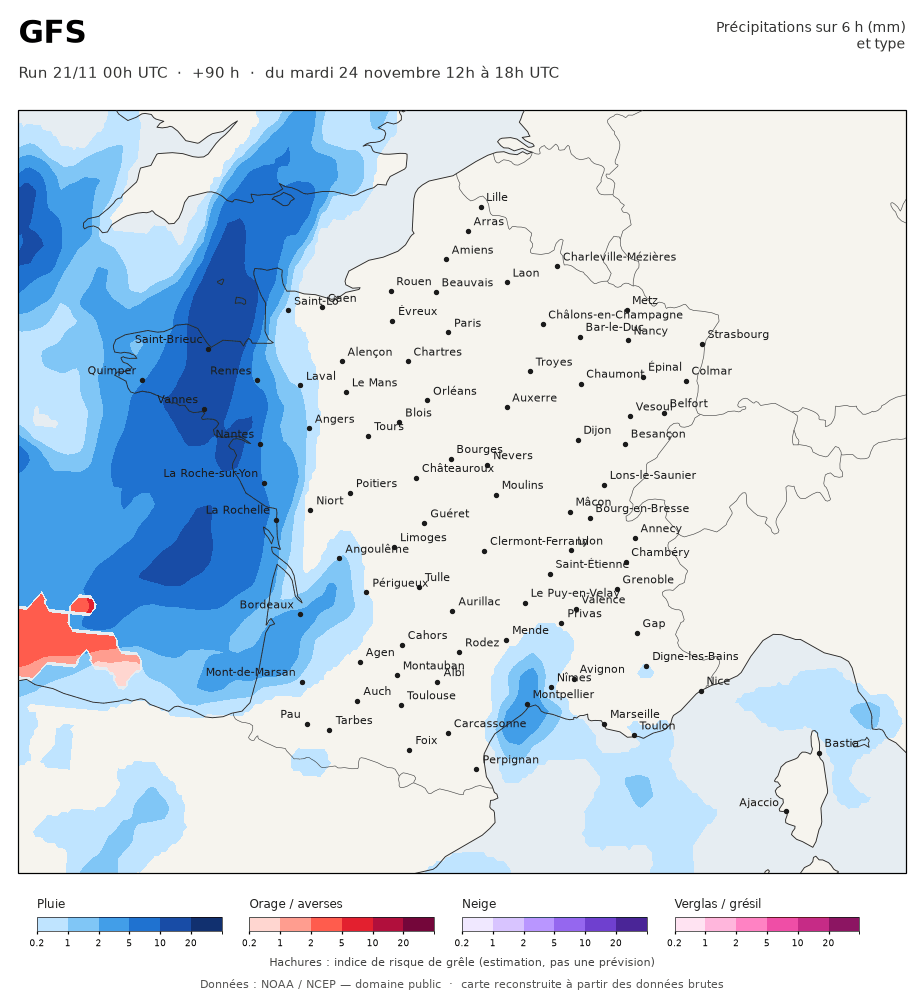 GFS
Précipitations sur 6 h (mm)
et type
Run 21/11 00h UTC · +90 h · du mardi 24 novembre 12h à 18h UTC
Lille
Arras
Amiens
Charleville-Mézières
Laon
Rouen
Beauvais
Saint-Lô
Caen
Metz
Évreux
Châlons-en-Champagne
Paris
Bar-le-Duc
Nancy
Strasbourg
Saint-Brieuc
Alençon
Chartres
Troyes
Quimper
Rennes
Laval
Le Mans
Chaumont
Épinal
Colmar
Orléans
Vannes
Auxerre
Vesoul
Belfort
Blois
Angers
Tours
Nantes
Dijon
Besançon
Bourges
Nevers
La Roche-sur-Yon
Châteauroux
Lons-le-Saunier
Poitiers
Moulins
Niort
La Rochelle
Mâcon
Bourg-en-Bresse
Guéret
Annecy
Limoges
Angoulême
Clermont-Ferrand
Lyon
Chambéry
Saint-Étienne
Périgueux
Tulle
Grenoble
Bordeaux
Aurillac
Le Puy-en-Velay
Valence
Privas
Mende
Gap
Cahors
Rodez
Agen
Digne-les-Bains
Mont-de-Marsan
Montauban
Albi
Nîmes
Avignon
Nice
Auch
Toulouse
Montpellier
Pau
Tarbes
Carcassonne
Marseille
Toulon
Foix
Bastia
Perpignan
Ajaccio
Pluie
0.2 1 2 5 10 20
Orage / averses
0.2 1 2 5 10 20
Neige
0.2 1 2 5 10 20
Verglas / grésil
0.2 1 2 5 10 20
Hachures : indice de risque de grêle (estimation, pas une prévision)
Données : NOAA / NCEP — domaine public · carte reconstruite à partir des données brutes